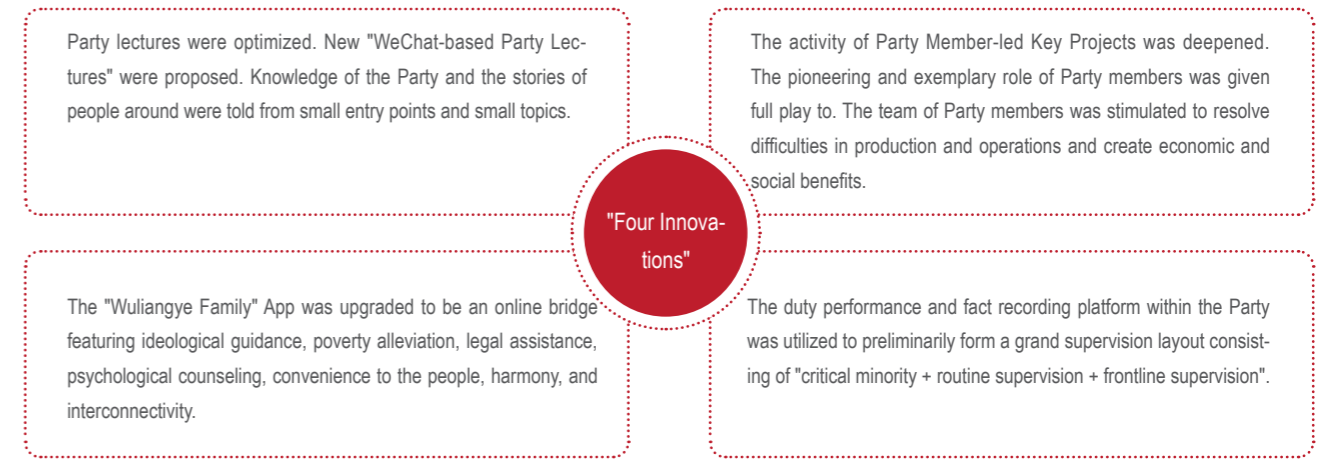 Party lectures were optimized. New "WeChat-based Party Lec-
tures" were proposed. Knowledge of the Party and the stories of
people around were told from small entry points and small topics.
The activity of Party Member-led Key Projects was deepened.
The pioneering and exemplary role of Party members was given
full play to. The team of Party members was stimulated to resolve
difficulties in production and operations and create economic and
social benefits.
"Four Innova-
tions"
The "Wuliangye Family" App was upgraded to be an online bridge
featuring ideological guidance, poverty alleviation, legal assistance,
psychological counseling, convenience to the people, harmony, and
interconnectivity.
The duty performance and fact recording platform within the Party
was utilized to preliminarily form a grand supervision layout consist-
ing of "critical minority + routine supervision + frontline supervision".